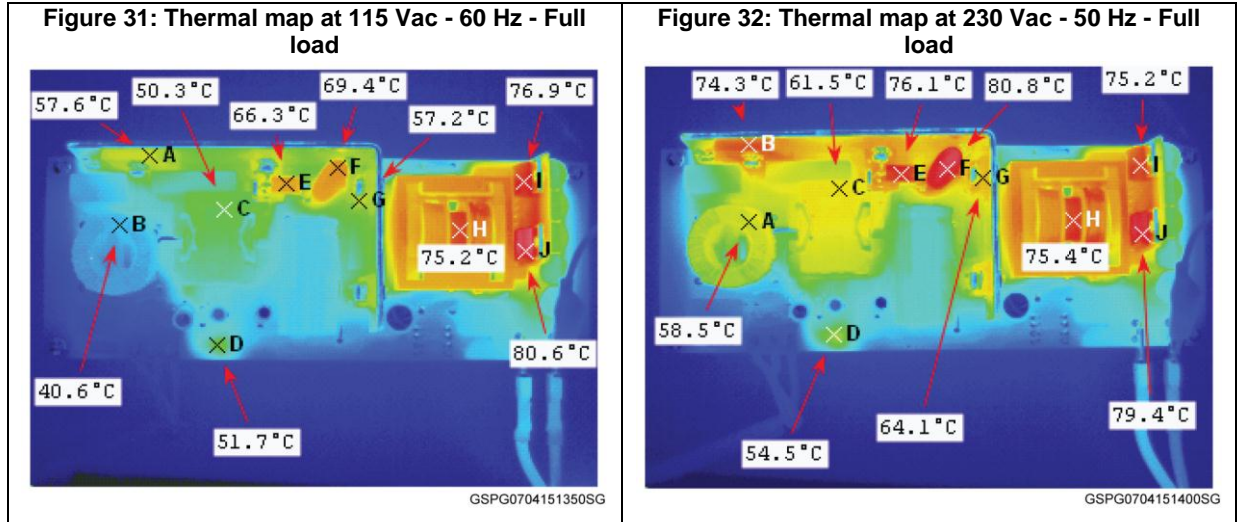 Figure 31: Thermal map at 115 Vac - 60 Hz - Full
load
57.6°C
50.3°C
69.4°C
76.9°C
66.3°C
57.2°C
A
F
E
I
G
B
C
H
J
75.2°C
D
80.6°C
40.6°C
51.7°C
GSPG0704151350SG
Figure 32: Thermal map at 230 Vac - 50 Hz - Full
load
74.3°C
61.5°C
76.1°C
80.8°C
75.2°C
B
F
I
E
G
C
A
H
J
75.4°C
58.5°C
D
79.4°C
64.1°C
54.5°C
GSPG0704151400SG